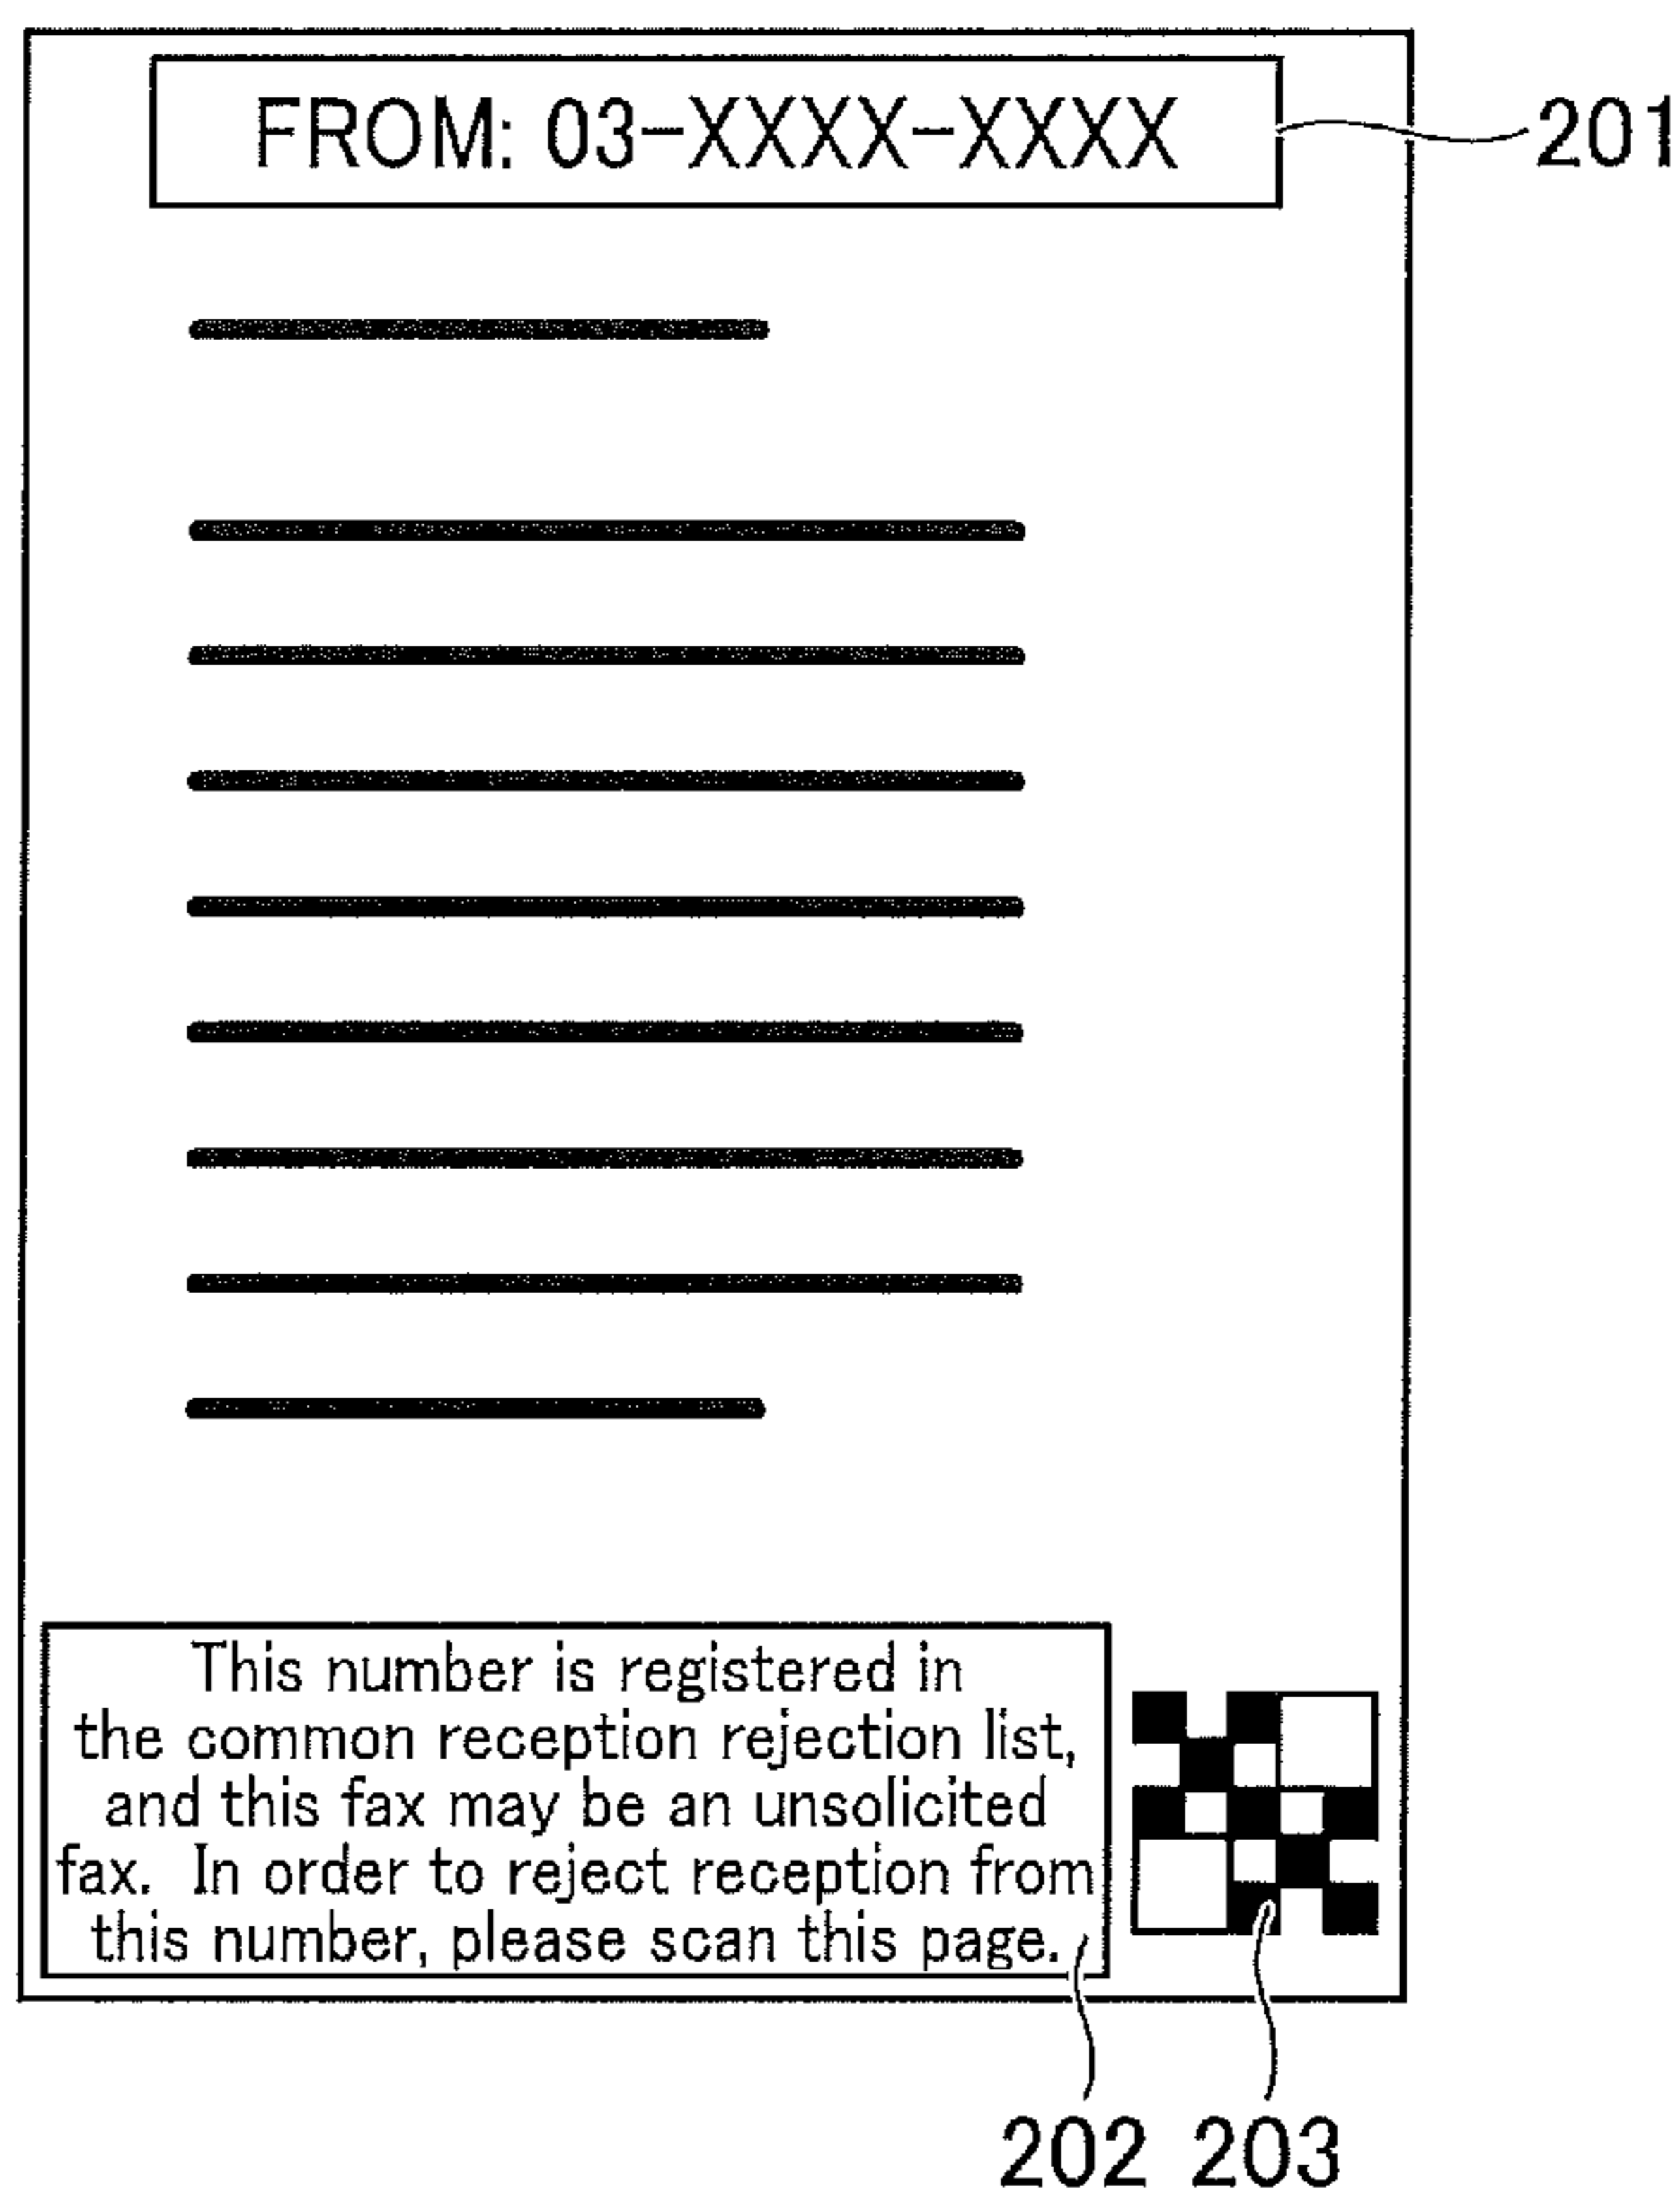 FROM: 03-XXXX-XXXX
201
This number is registered in
the common reception rejection list,
and this fax may be an unsolicited
fax. In order to reject reception from
this number, please scan this page.
202 203